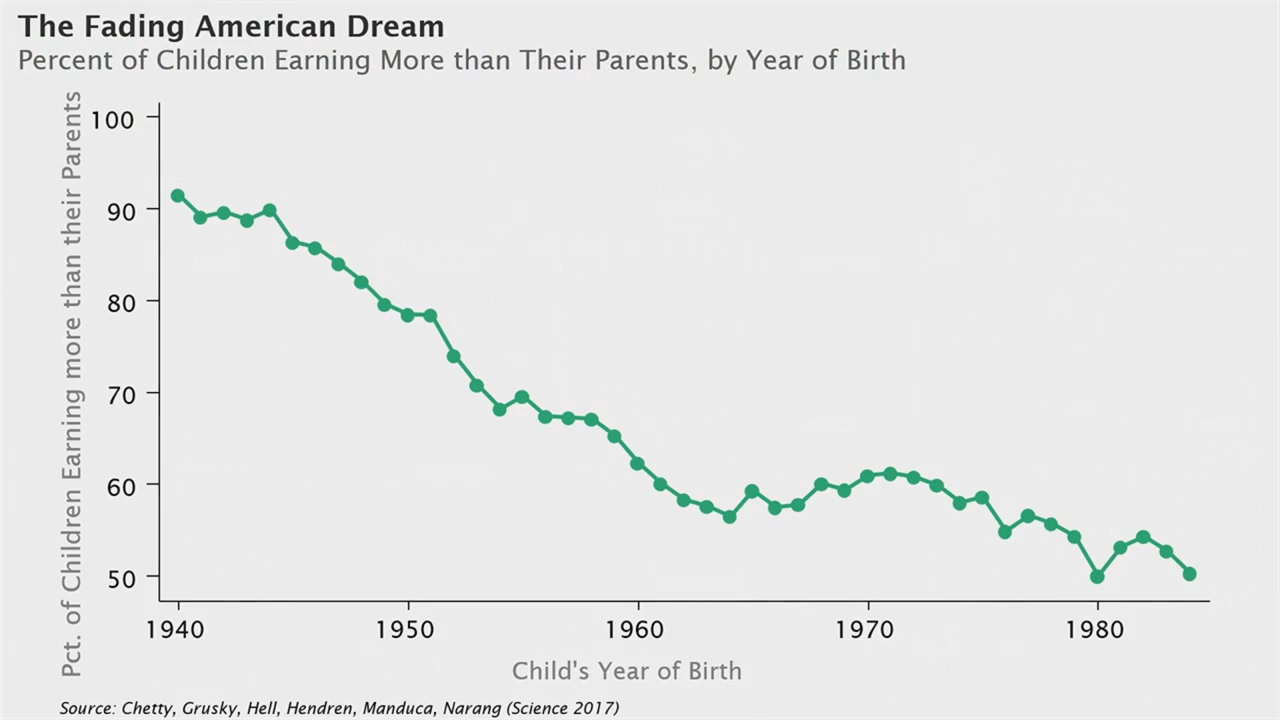 The Fading American Dream
Percent of Children Earning More than Their Parents, by Year of Birth
Pct. of Children Earning more than their Parents
100
90
80
70
60
50
1940 1950 1960 1970 1980
Child's Year of Birth
Source: Chetty, Grusky, Hell, Hendren, Manduca, Narang (Science 2017)